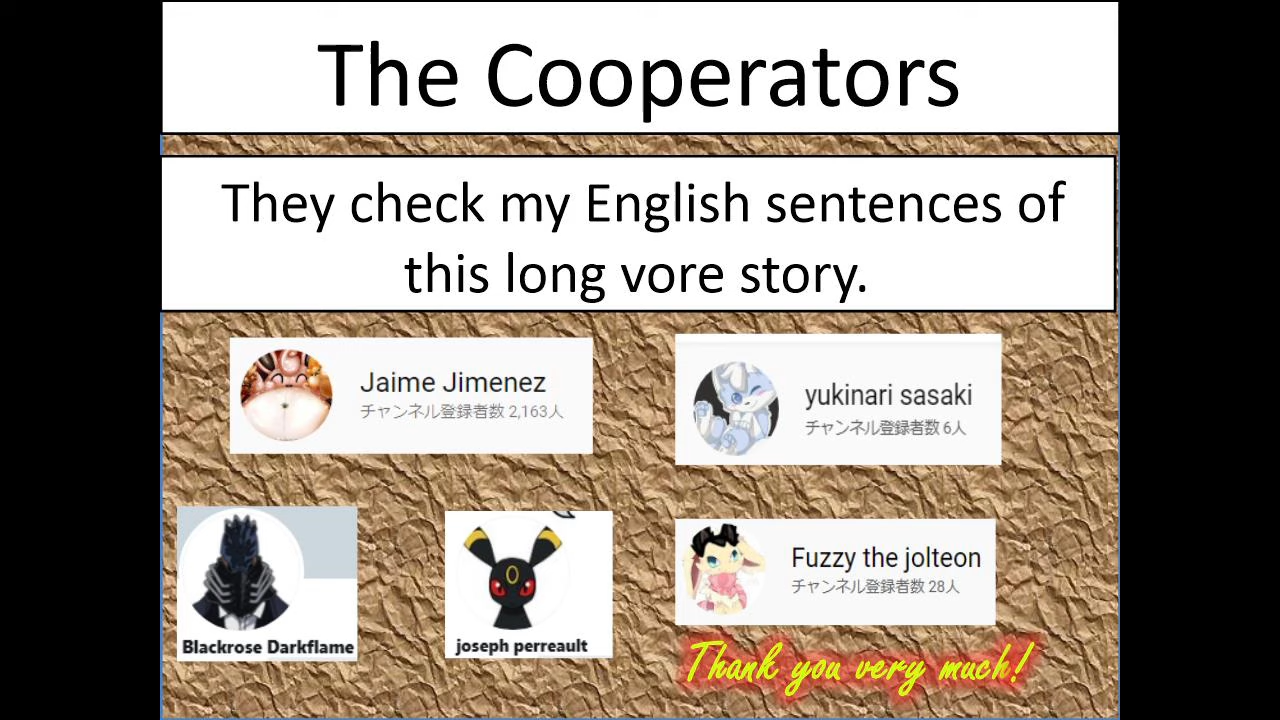 The Cooperators
They check my English sentences of
this long vore story.
Jaime Jimenez
チャンネル登録者数 2,163人
yukinari sasaki
チャンネル登録者数 6人
Blackrose Darkflame
joseph perreault
Fuzzy the jolteon
チャンネル登録者数 28人
Thank you very much!